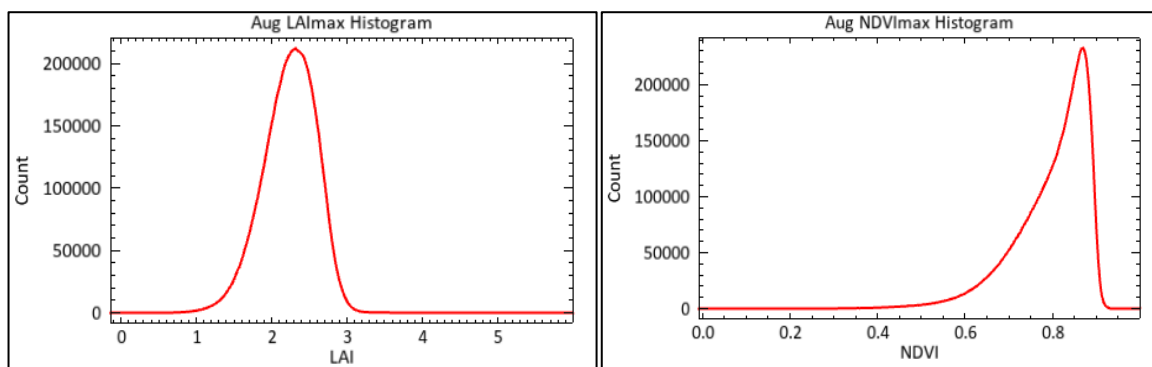 Aug LAImax Histogram
200000
150000
100000
50000
0
Count
0 1 2 3 4 5
LAI
Aug NDVImax Histogram
200000
150000
100000
50000
0
Count
0.0 0.2 0.4 0.6 0.8
NDVI